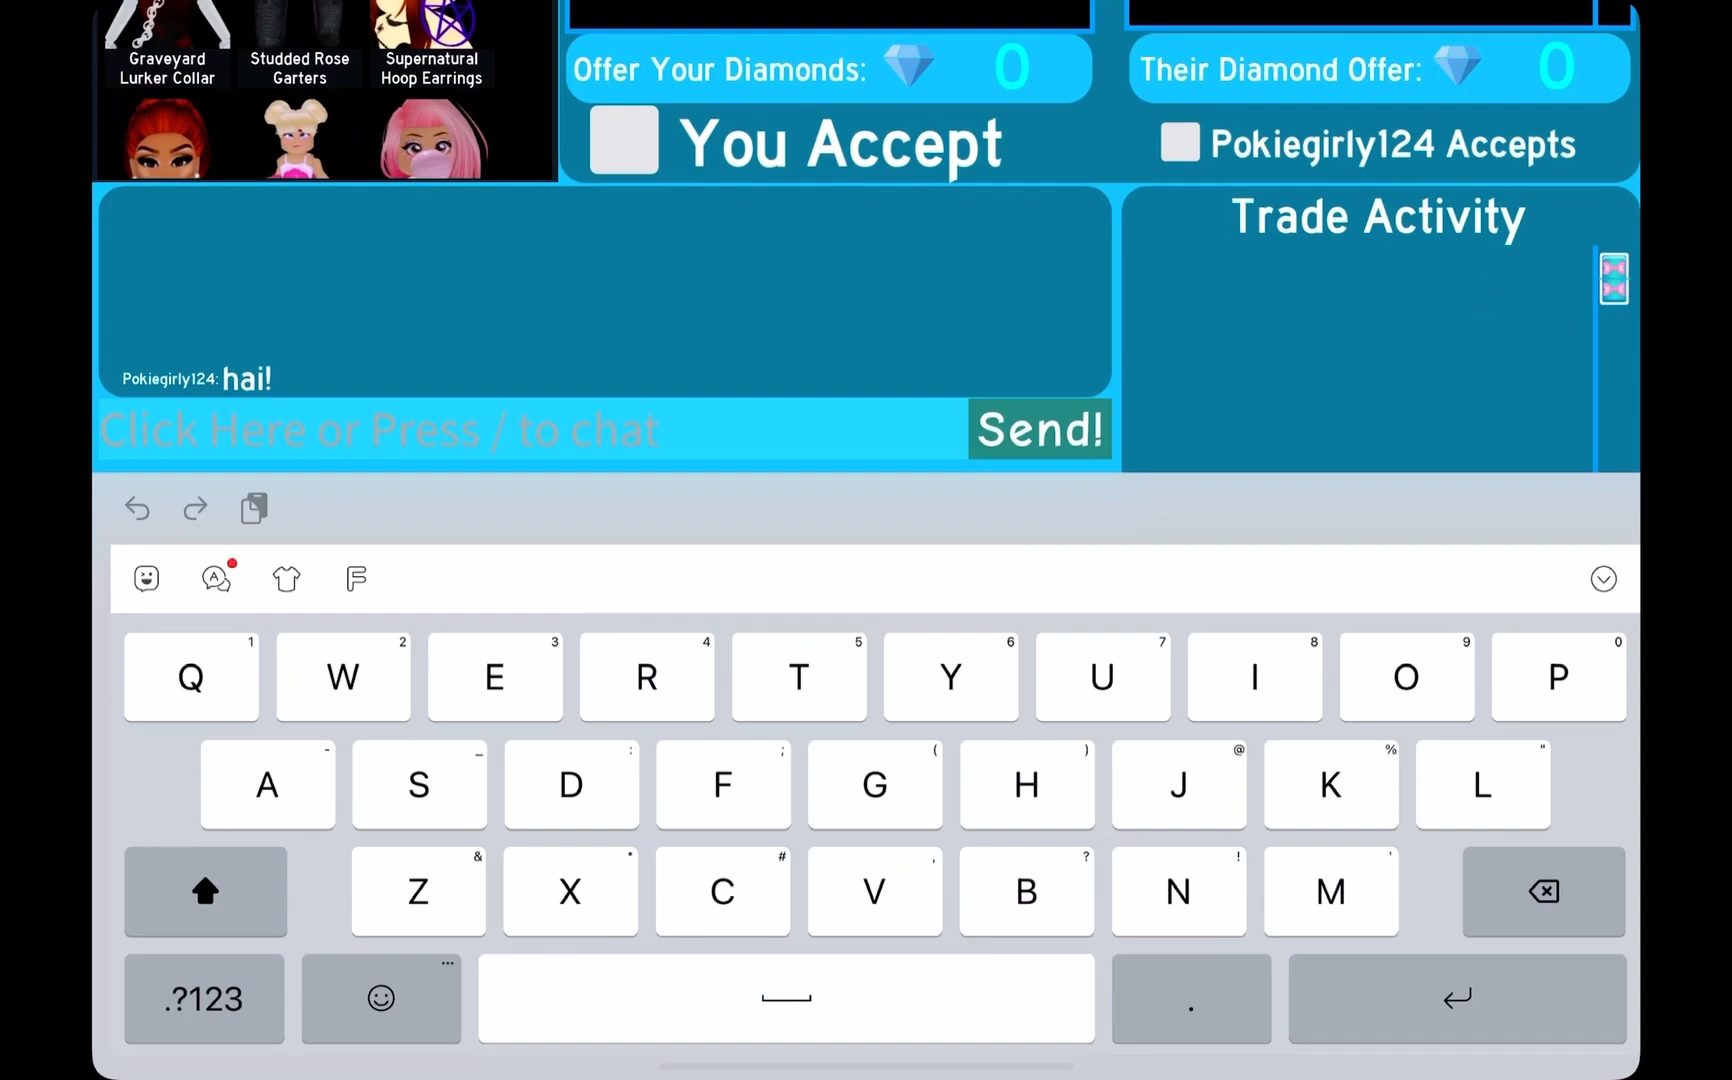 Graveyard
Lurker Collar
Studded Rose
Garters
Supernatural
Hoop Earrings
Offer Your Diamonds: 0
Their Diamond Offer: 0
You Accept
Pokiegirly124 Accepts
Trade Activity
Pokiegirly124: hai!
Click Here or Press / to chat
Send!
1 2 3 4 5 6 7 8 9 0
Q W E R T Y U I O P
- _ : ; ( ) @ % "
A S D F G H J K L
& * # , ? ! '
Z X C V B N M
.?123 ... .